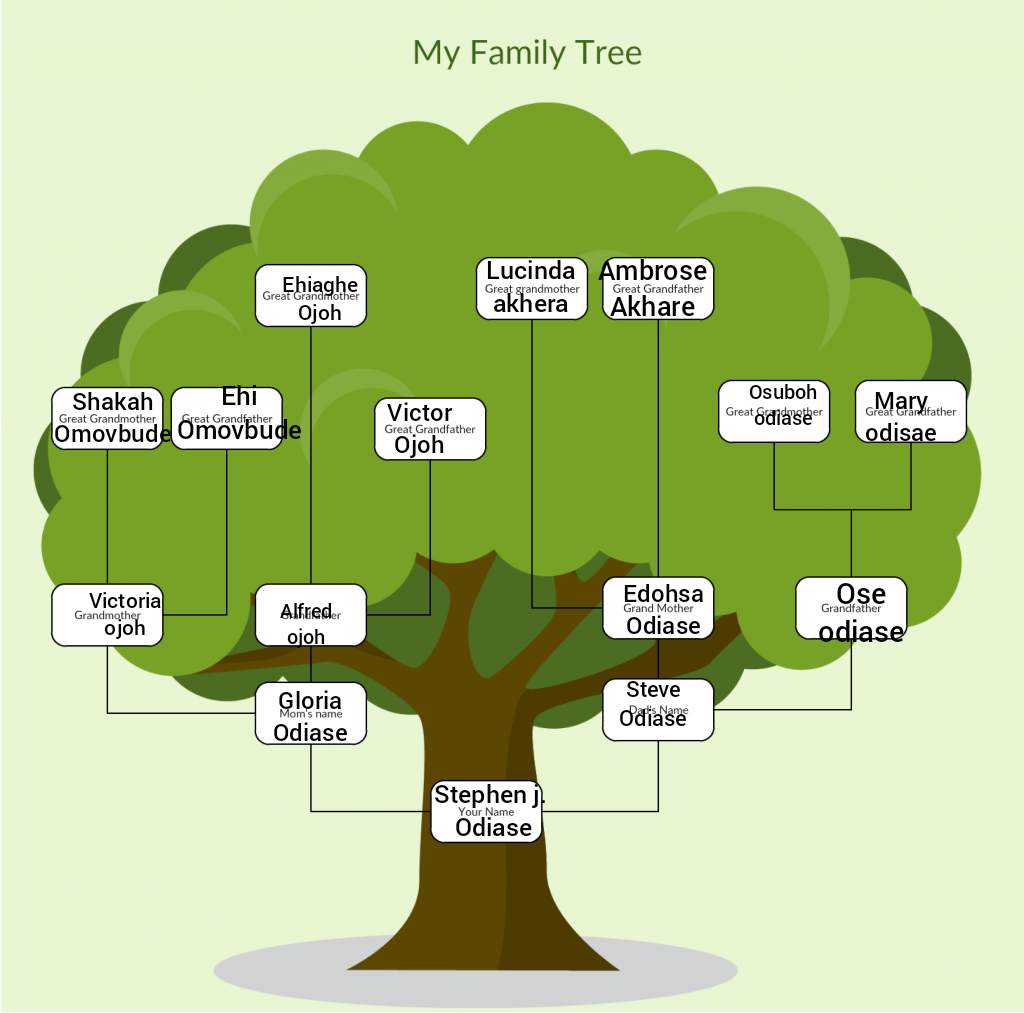 My Family Tree
Ehiaghe
Great Grandmother
Ojoh
Lucinda
Great grandmother
akhera
Ambrose
Great Grandfather
Akhare
Shakah
Great Grandmother
Omovbude
Ehi
Great Grandfather
Omovbude
Victor
Great Grandfather
Ojoh
Osuboh
Great Grandmother
odiase
Mary
Great Grandfather
odisae
Victoria
Grandmother
ojoh
Alfred
Grandfather
ojoh
Edohsa
Grand Mother
Odiase
Ose
Grandfather
odiase
Gloria
Mom's name
Odiase
Steve
Dad's Name
Odiase
Stephen j.
Your Name
Odiase